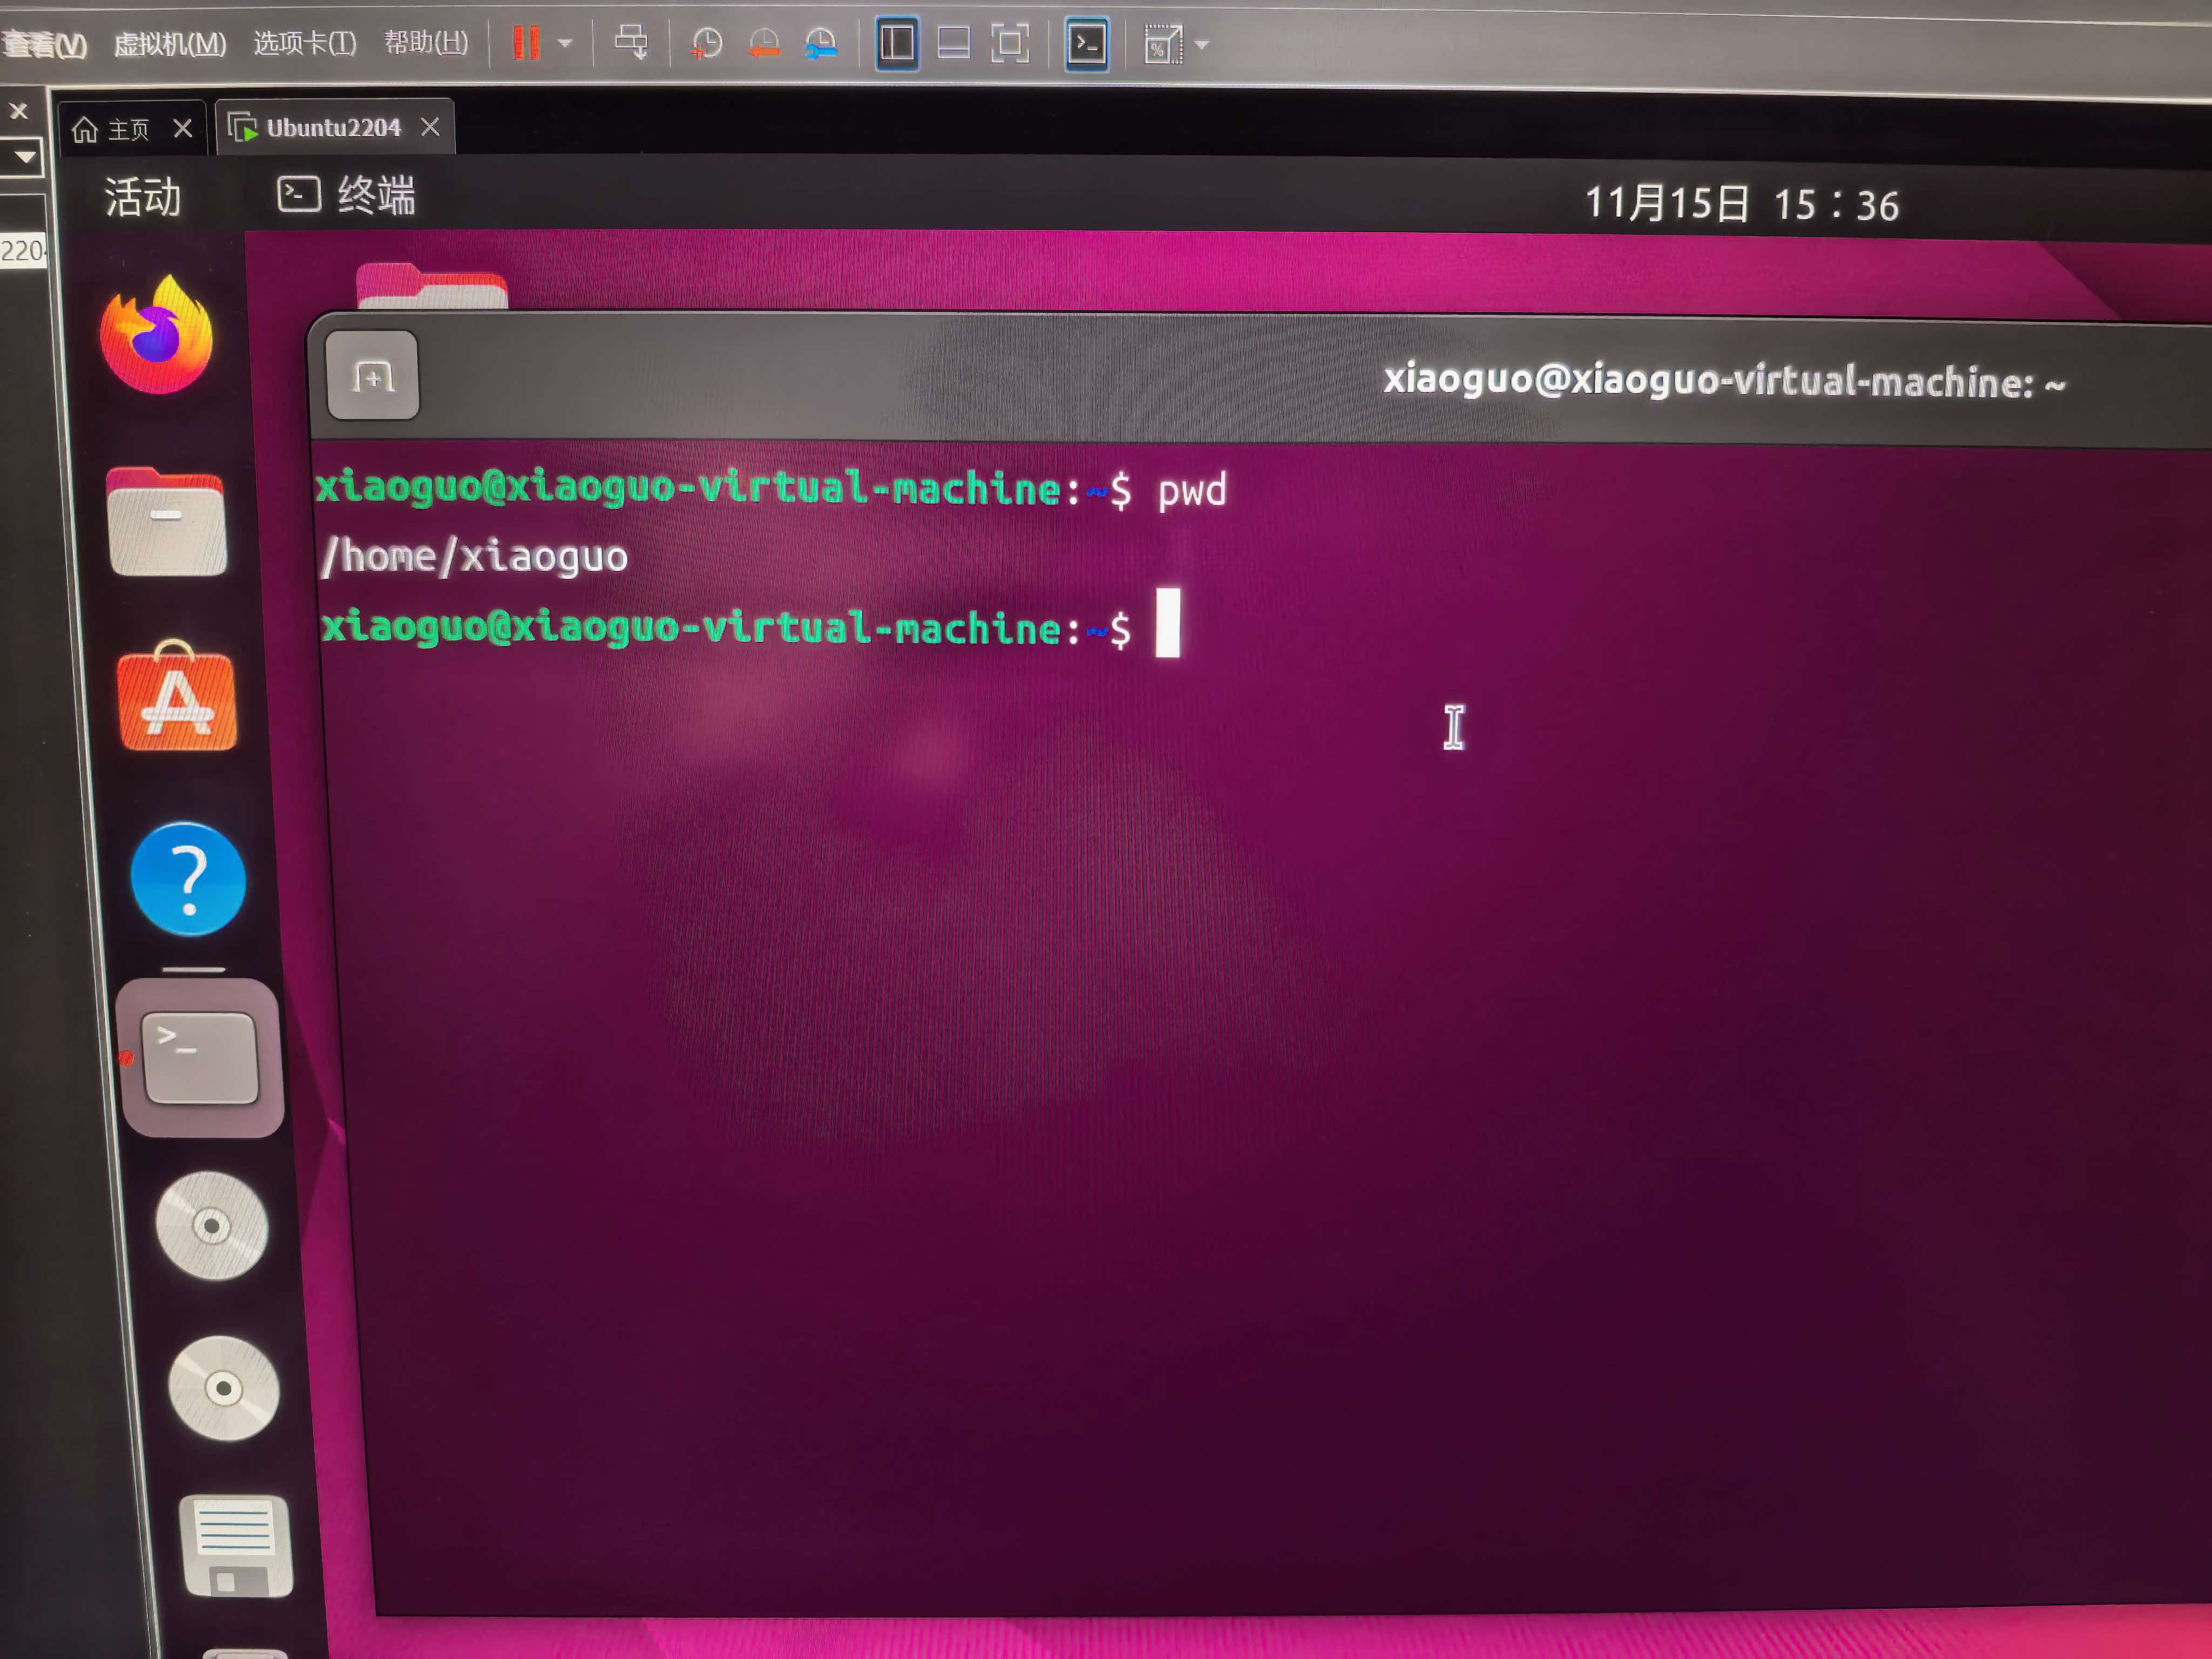 查看(V) 虚拟机(M) 选项卡(T) 帮助(H)
主页 Ubuntu2204
活动 终端 11月15日 15：36
xiaoguo@xiaoguo-virtual-machine: ~
xiaoguo@xiaoguo-virtual-machine:~$ pwd
/home/xiaoguo
xiaoguo@xiaoguo-virtual-machine:~$